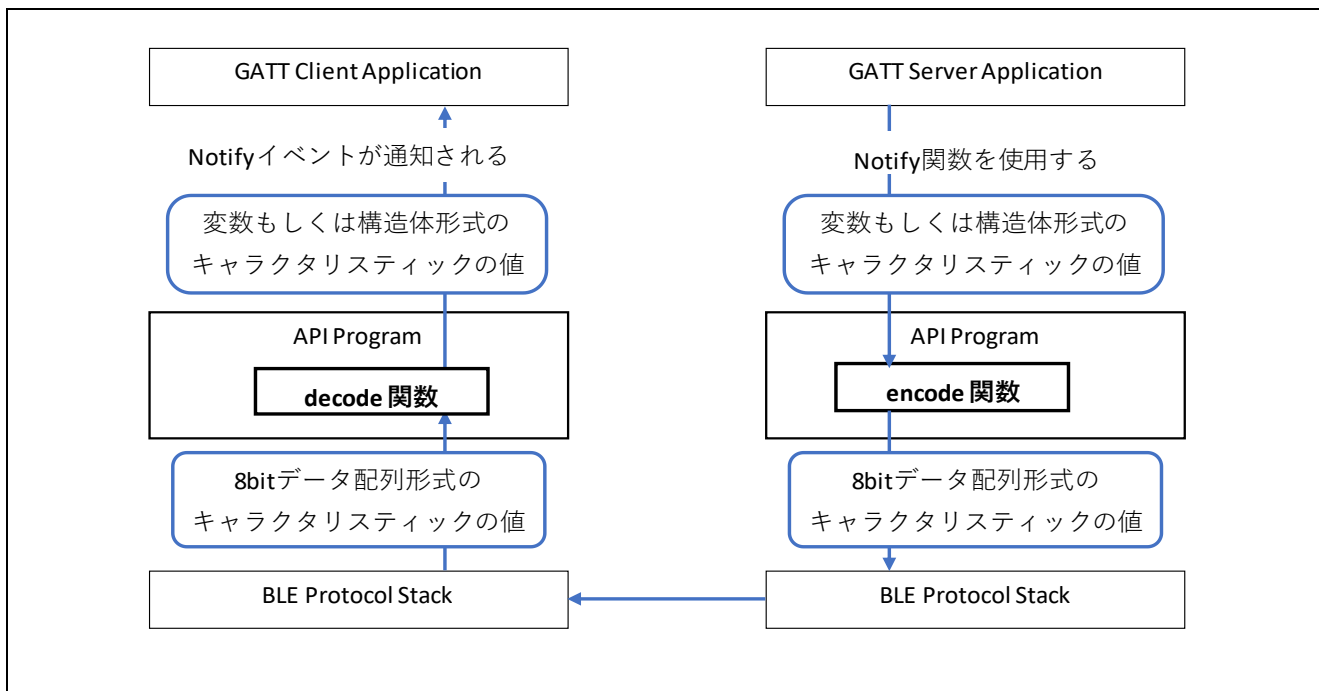 GATT Client Application
Notifyイベントが通知される
変数もしくは構造体形式の
キャラクタリスティックの値
API Program
decode 関数
8bitデータ配列形式の
キャラクタリスティックの値
BLE Protocol Stack
GATT Server Application
Notify関数を使用する
変数もしくは構造体形式の
キャラクタリスティックの値
API Program
encode 関数
8bitデータ配列形式の
キャラクタリスティックの値
BLE Protocol Stack